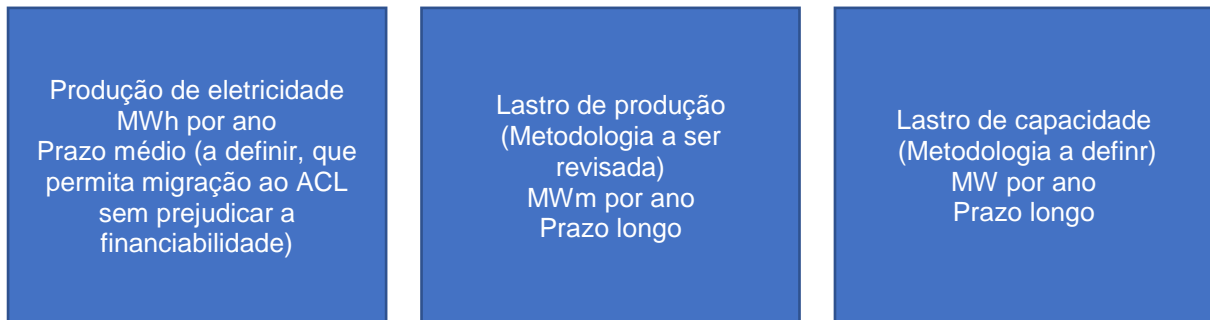 Produção de eletricidade
MWh por ano
Prazo médio (a definir, que
permita migração ao ACL
sem prejudicar a
financiabilidade)
Lastro de produção
(Metodologia a ser
revisada)
MWm por ano
Prazo longo
Lastro de capacidade
(Metodologia a definr)
MW por ano
Prazo longo